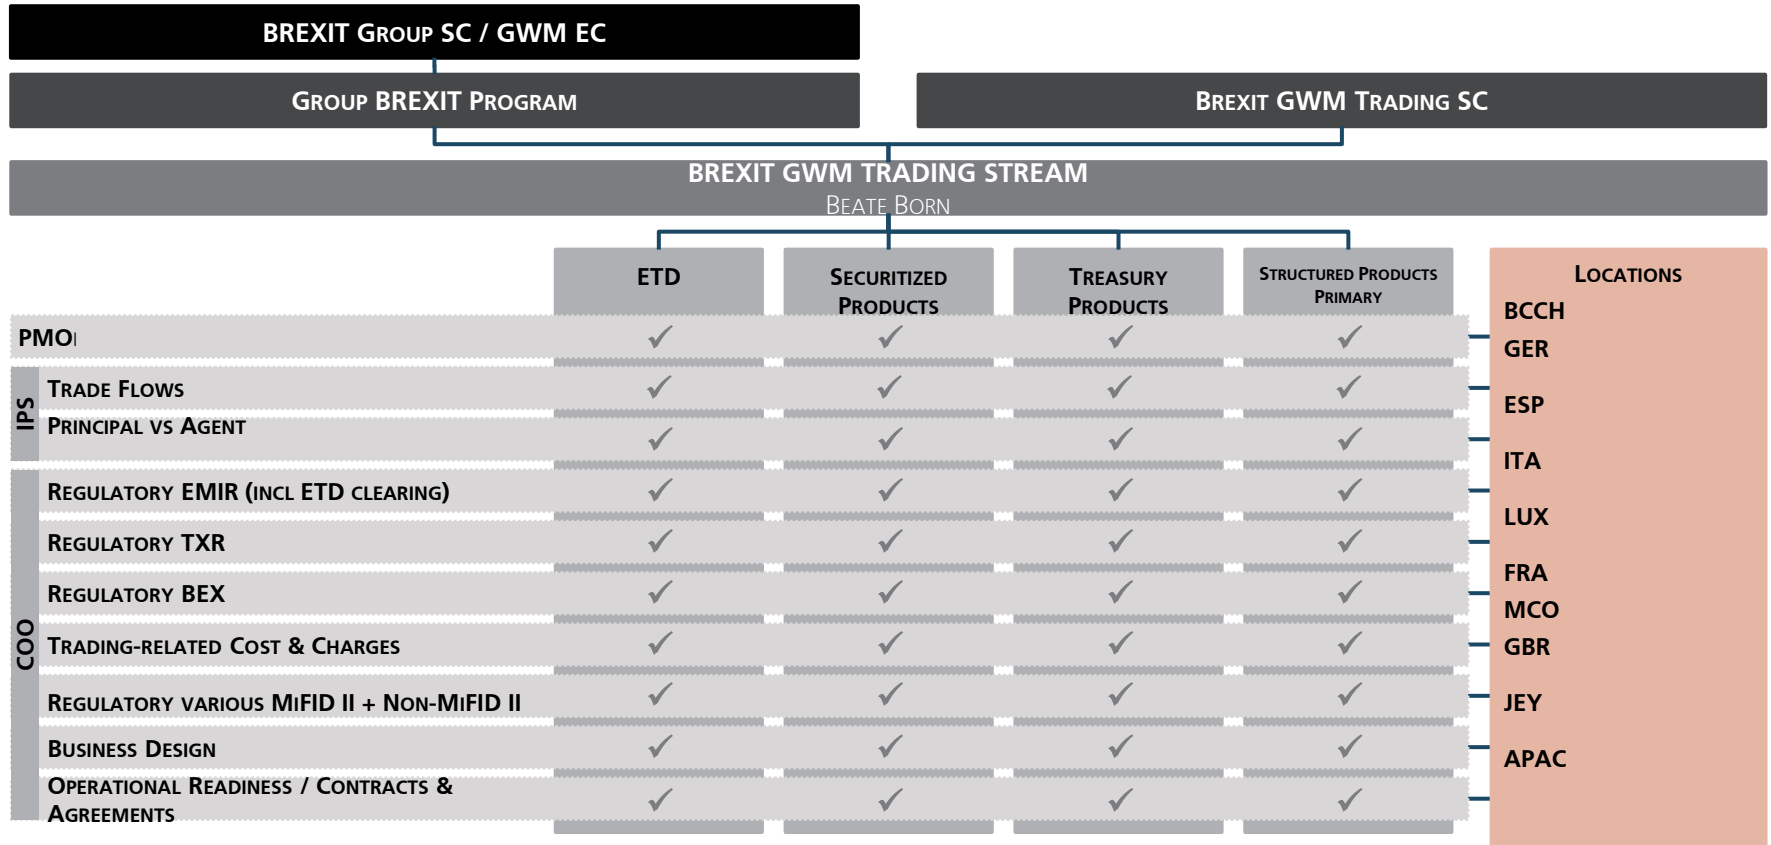 BREXIT GROUP SC / GWM EC
GROUP BREXIT PROGRAM
BREXIT GWM TRADING SC
BREXIT GWM TRADING STREAM
BEATE BORN
ETD
SECURITIZED
PRODUCTS
TREASURY
PRODUCTS
STRUCTURED PRODUCTS
PRIMARY
LOCATIONS
BCCH
GER
ESP
ITA
LUX
FRA
MCO
GBR
JEY
APAC
PMO
IPS
TRADE FLOWS
PRINCIPAL VS AGENT
COO
REGULATORY EMIR (INCL ETD CLEARING)
REGULATORY TXR
REGULATORY BEX
TRADING-RELATED COST & CHARGES
REGULATORY VARIOUS MIFID II + NON-MIFID II
BUSINESS DESIGN
OPERATIONAL READINESS / CONTRACTS &
AGREEMENTS